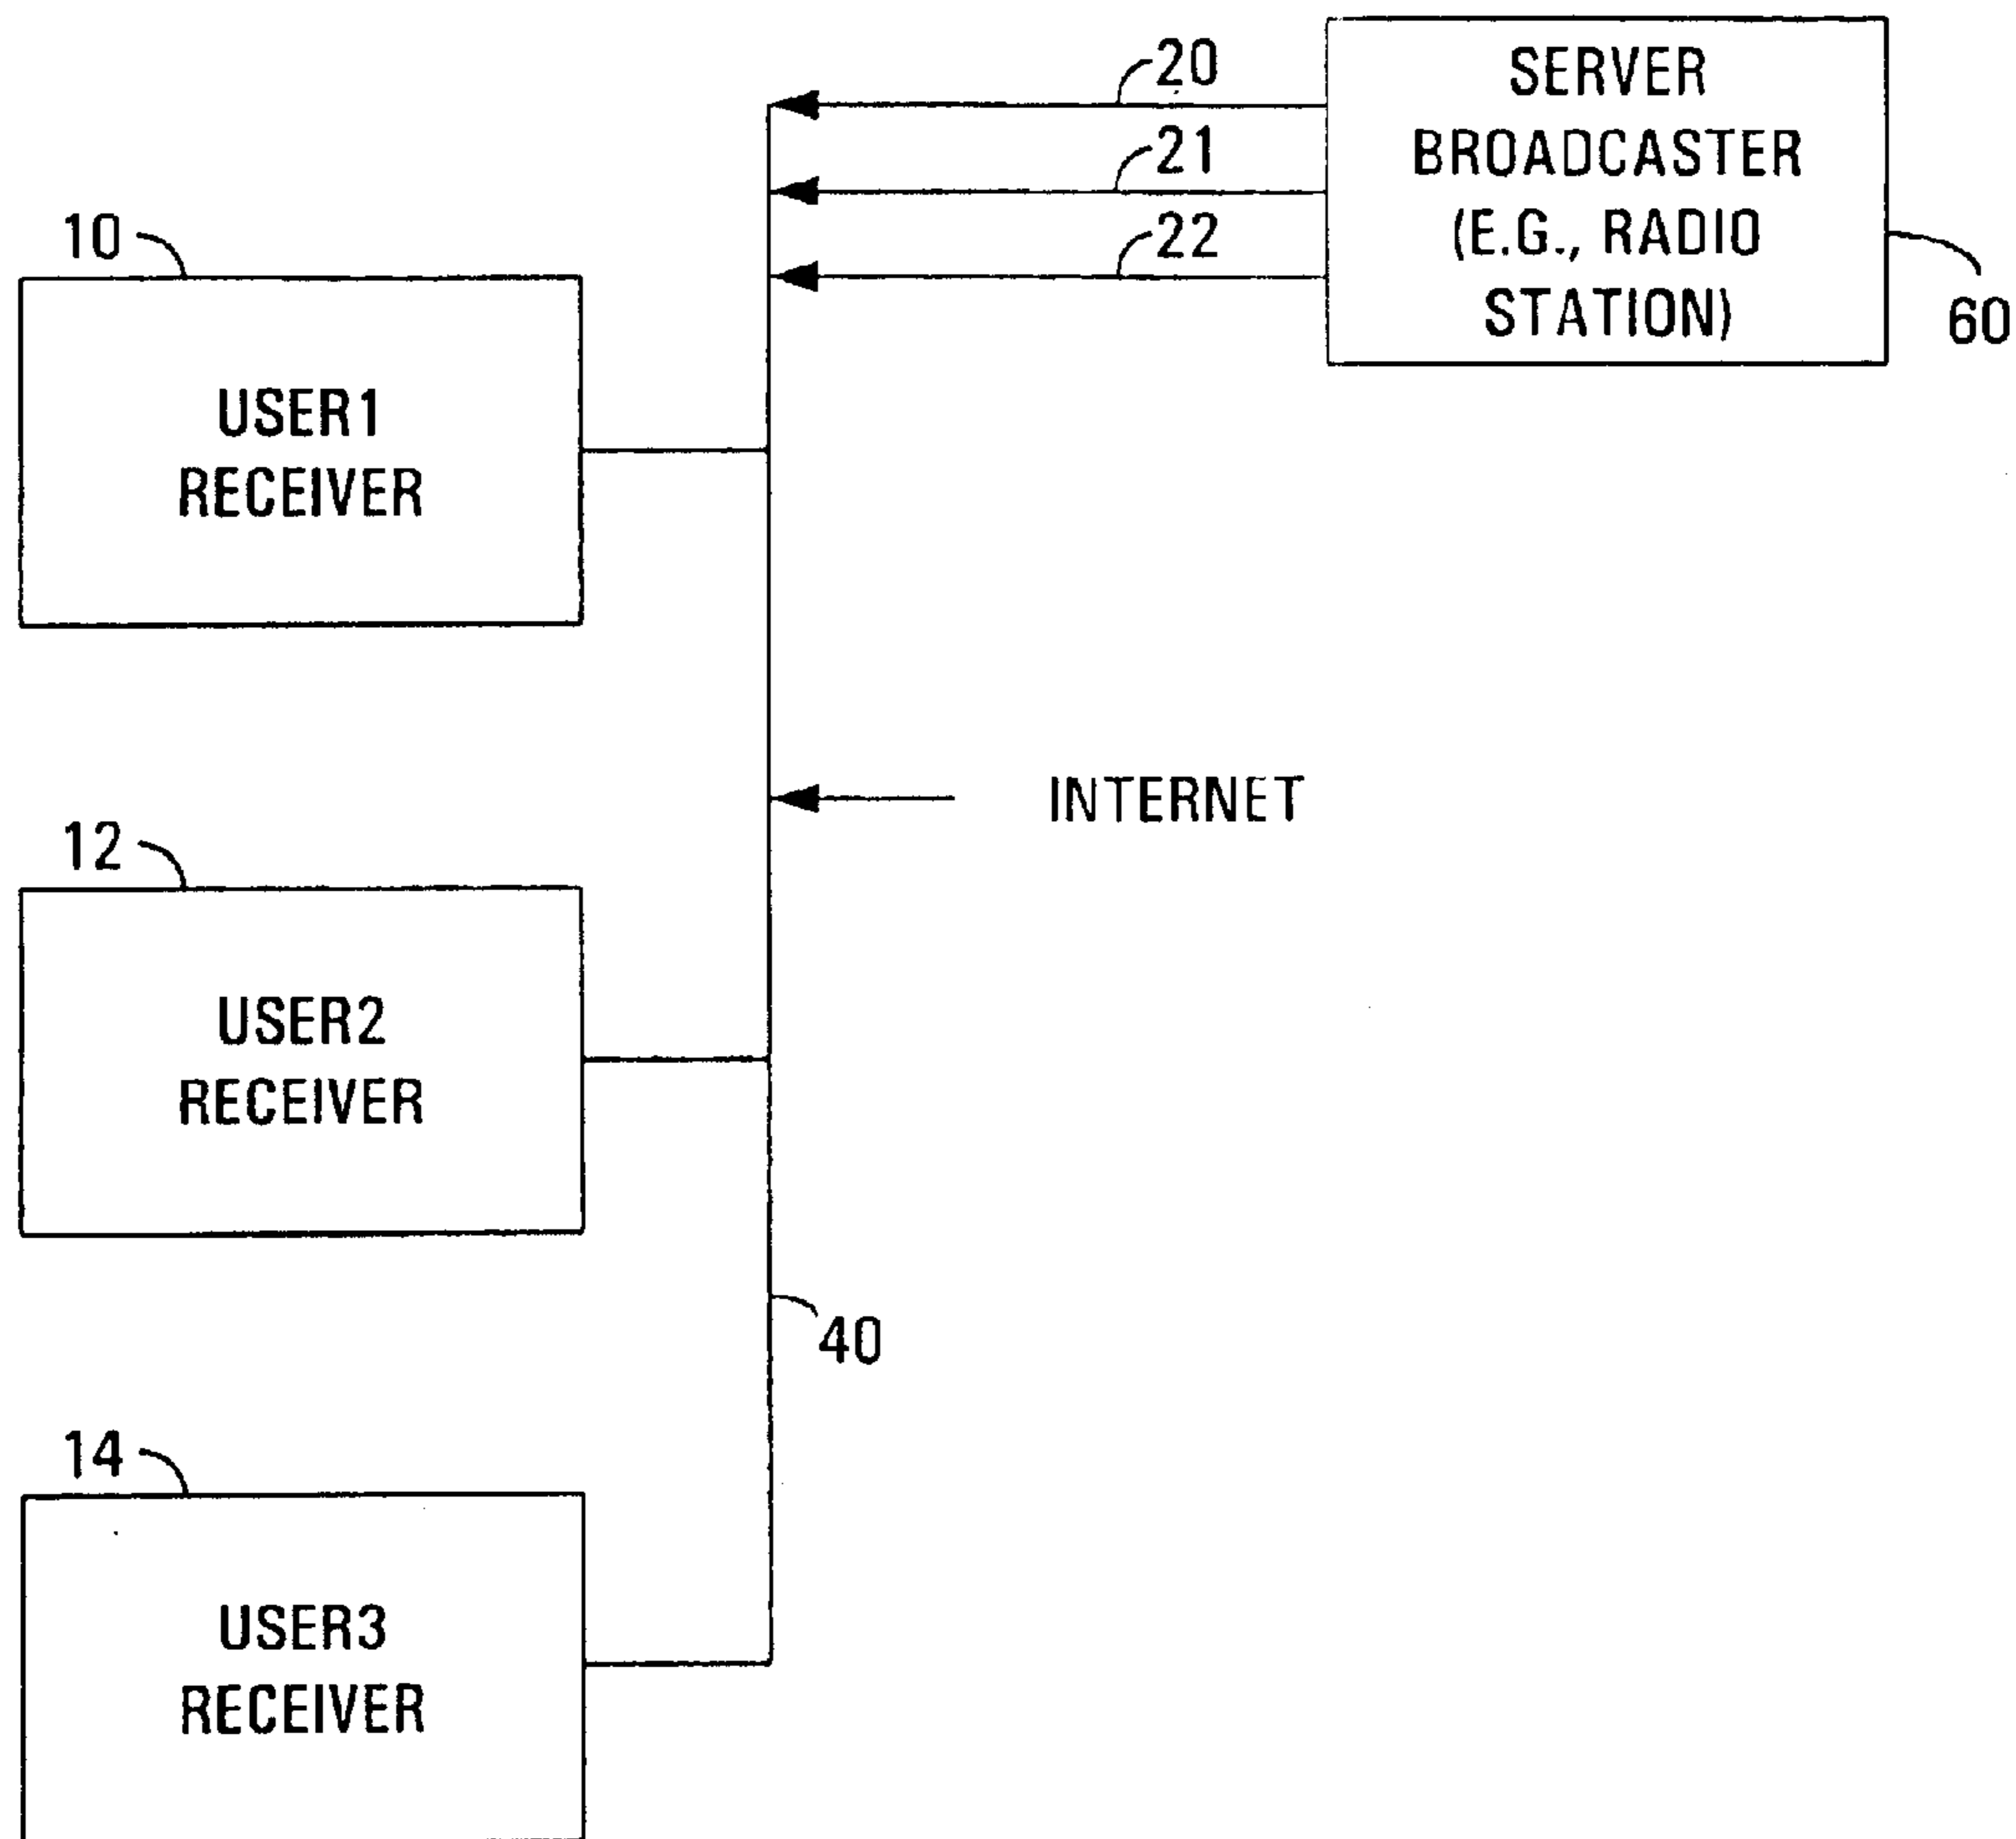 20
SERVER
BROADCASTER
(E.G., RADIO
STATION)
21
22
60
10
USER1
RECEIVER
INTERNET
12
USER2
RECEIVER
40
14
USER3
RECEIVER